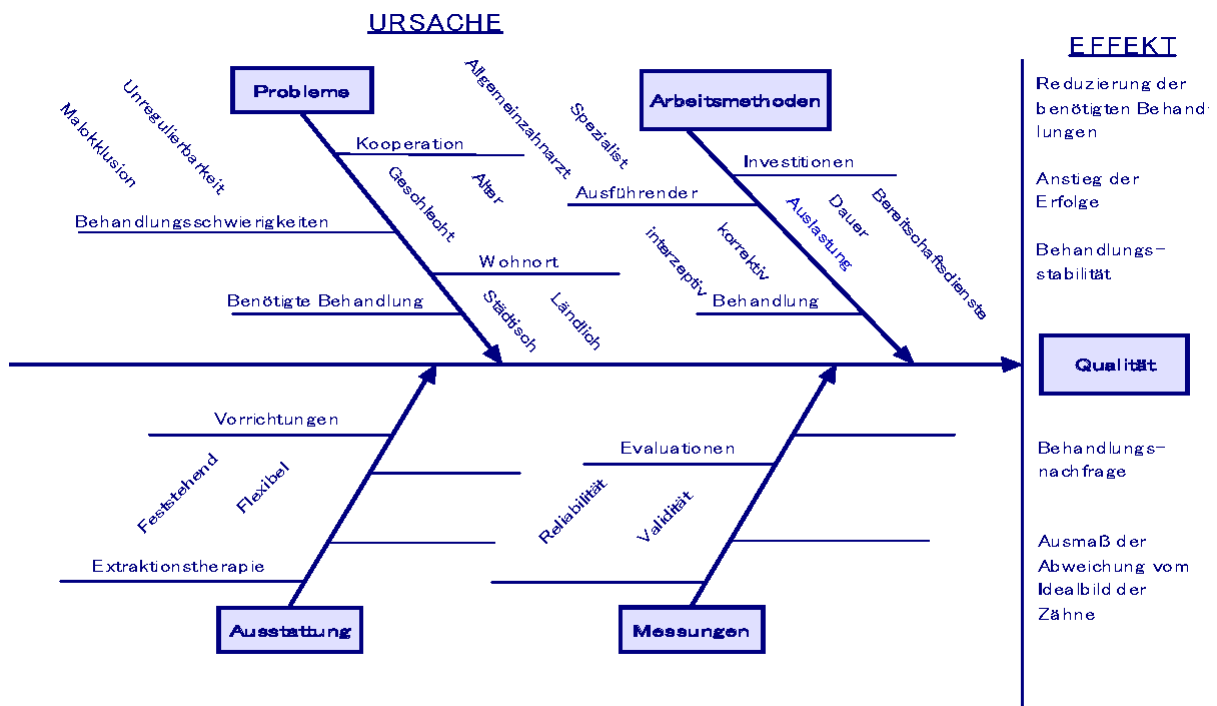 URSACHE
EFFEKT
Probleme
Arbeitsmethoden
Malokklusion
Unregulierbarkeit
Kooperation
Geschlecht
Alter
Allgemeinzahnarzt
Spezialist
Ausführender
Investitionen
Auslastung
Dauer
Bereitschaftsdienste
Behandlungsschwierigkeiten
Wohnort
Städtisch
Ländlich
Benötigte Behandlung
interzeptiv
korrektiv
Behandlung
Reduzierung der
benötigten Behand-
lungen
Anstieg der
Erfolge
Behandlungs-
stabilität
Qualität
Vorrichtungen
Feststehend
Flexibel
Extraktionstherapie
Evaluationen
Reliabilität
Validität
Ausstattung
Messungen
Behandlungs-
nachfrage
Ausmaß der
Abweichung vom
Idealbild der
Zähne